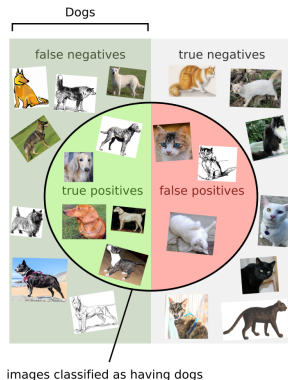 Dogs
false negatives
true negatives
true positives
false positives
images classified as having dogs